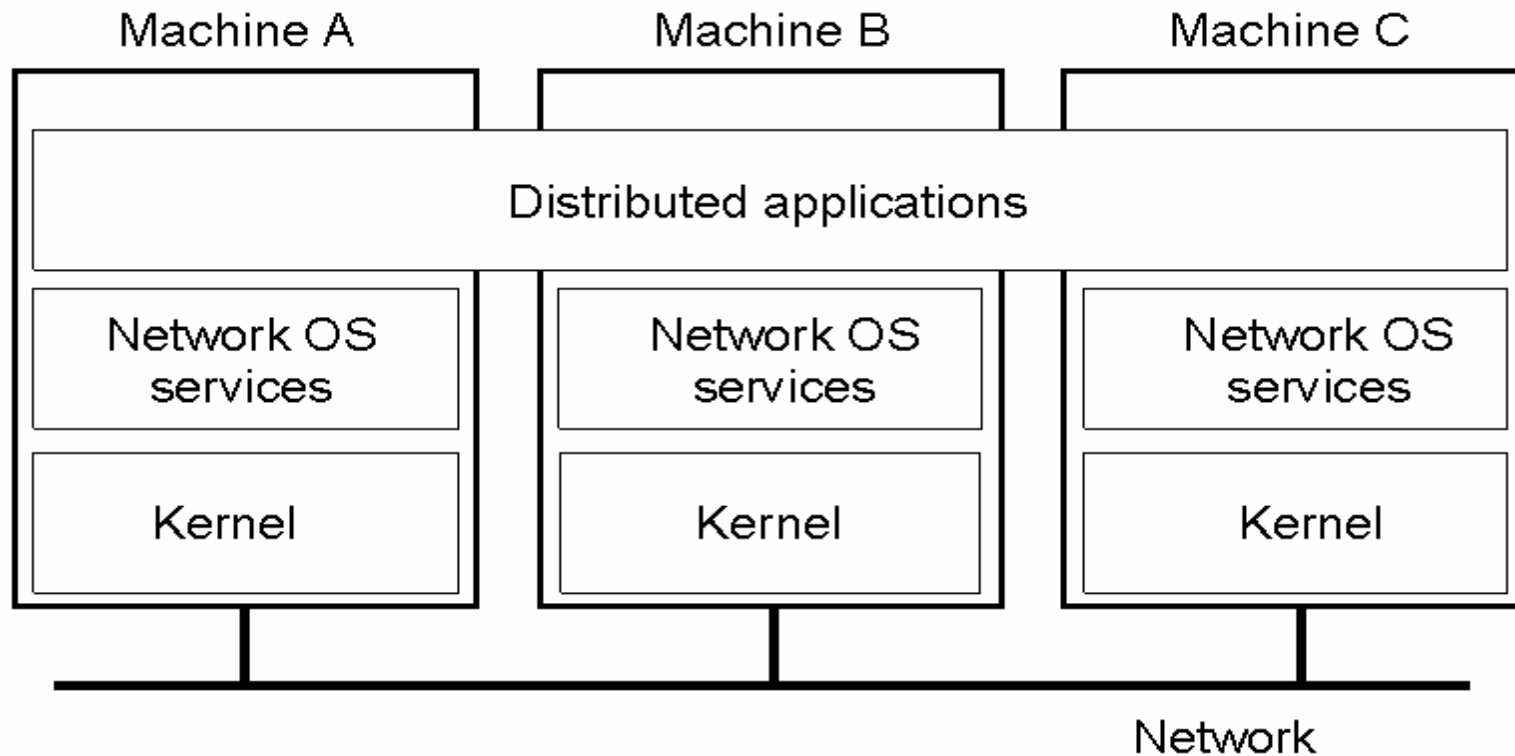 Machine A
Machine B
Machine C
Distributed applications
Network OS
services
Network OS
services
Network OS
services
Kernel
Kernel
Kernel
Network